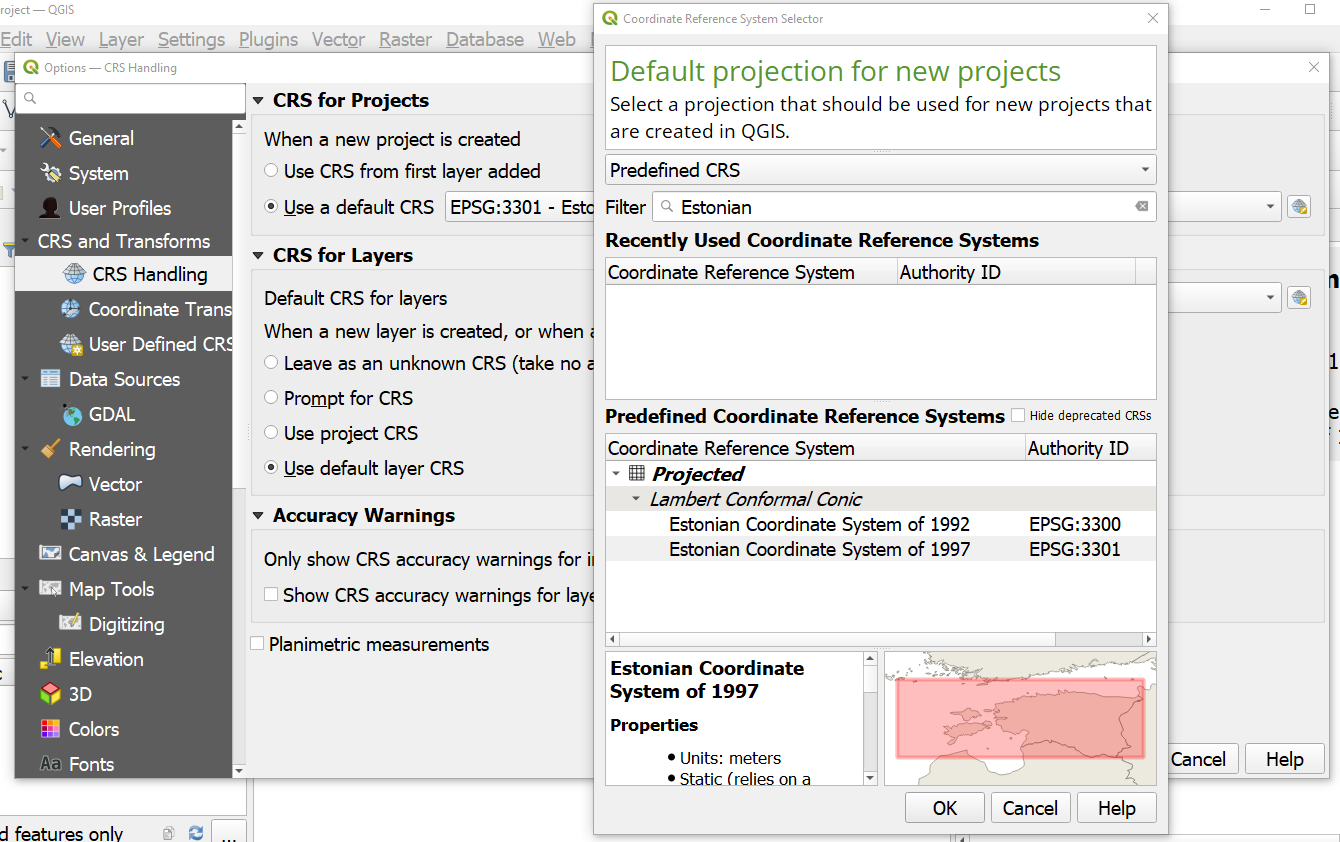 roject — QGIS
Edit View Layer Settings Plugins Vector Raster Database Web
Options — CRS Handling
General
System
User Profiles
CRS and Transforms
CRS Handling
Coordinate Trans
User Defined CRS
Data Sources
GDAL
Rendering
Vector
Raster
Canvas & Legend
Map Tools
Digitizing
Elevation
3D
Colors
Aa Fonts
CRS for Projects
When a new project is created
Use CRS from first layer added
Use a default CRS EPSG:3301 - Esto
CRS for Layers
Default CRS for layers
When a new layer is created, or when a
Leave as an unknown CRS (take no a
Prompt for CRS
Use project CRS
Use default layer CRS
Accuracy Warnings
Only show CRS accuracy warnings for i
Show CRS accuracy warnings for laye
Planimetric measurements
Cancel Help
d features only ...
Coordinate Reference System Selector
Default projection for new projects
Select a projection that should be used for new projects that
are created in QGIS.
Predefined CRS
Filter Estonian
Recently Used Coordinate Reference Systems
Coordinate Reference System Authority ID
Predefined Coordinate Reference Systems Hide deprecated CRSs
Coordinate Reference System Authority ID
Projected
Lambert Conformal Conic
Estonian Coordinate System of 1992 EPSG:3300
Estonian Coordinate System of 1997 EPSG:3301
Estonian Coordinate
System of 1997
Properties
• Units: meters
• Static (relies on a
OK Cancel Help